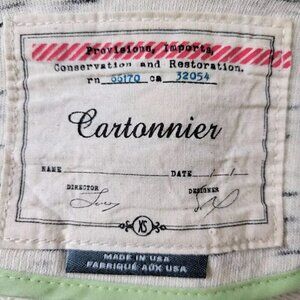 Provisions, Imports,
Conservation and Restoration.
rn 66170 ca 32054
Cartonnier
NAME DATE / /
DIRECTOR DESIGNER
XS
MADE IN USA
FABRIQUÉ AUX USA